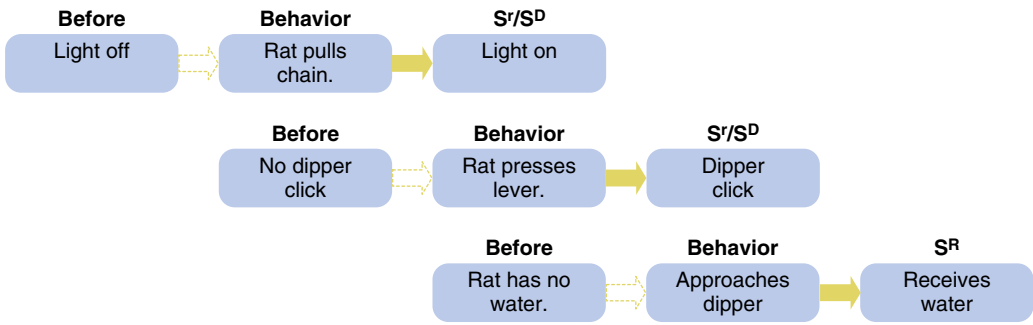 Before Behavior Sʳ/Sᴰ
Light off Rat pulls chain. Light on
Before Behavior Sʳ/Sᴰ
No dipper click Rat presses lever. Dipper click
Before Behavior Sᴿ
Rat has no water. Approaches dipper Receives water